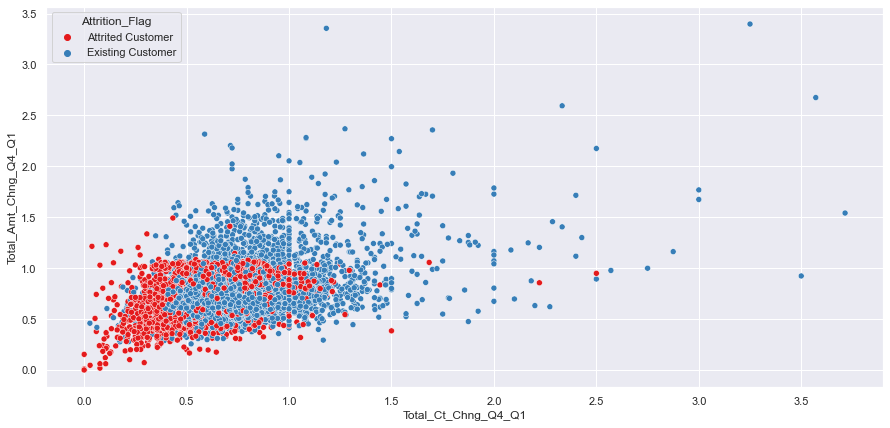 Attrition_Flag
Attrited Customer
Existing Customer
3.5
3.0
2.5
2.0
1.5
1.0
0.5
0.0
Total_Amt_Chng_Q4_Q1
0.0 0.5 1.0 1.5 2.0 2.5 3.0 3.5
Total_Ct_Chng_Q4_Q1